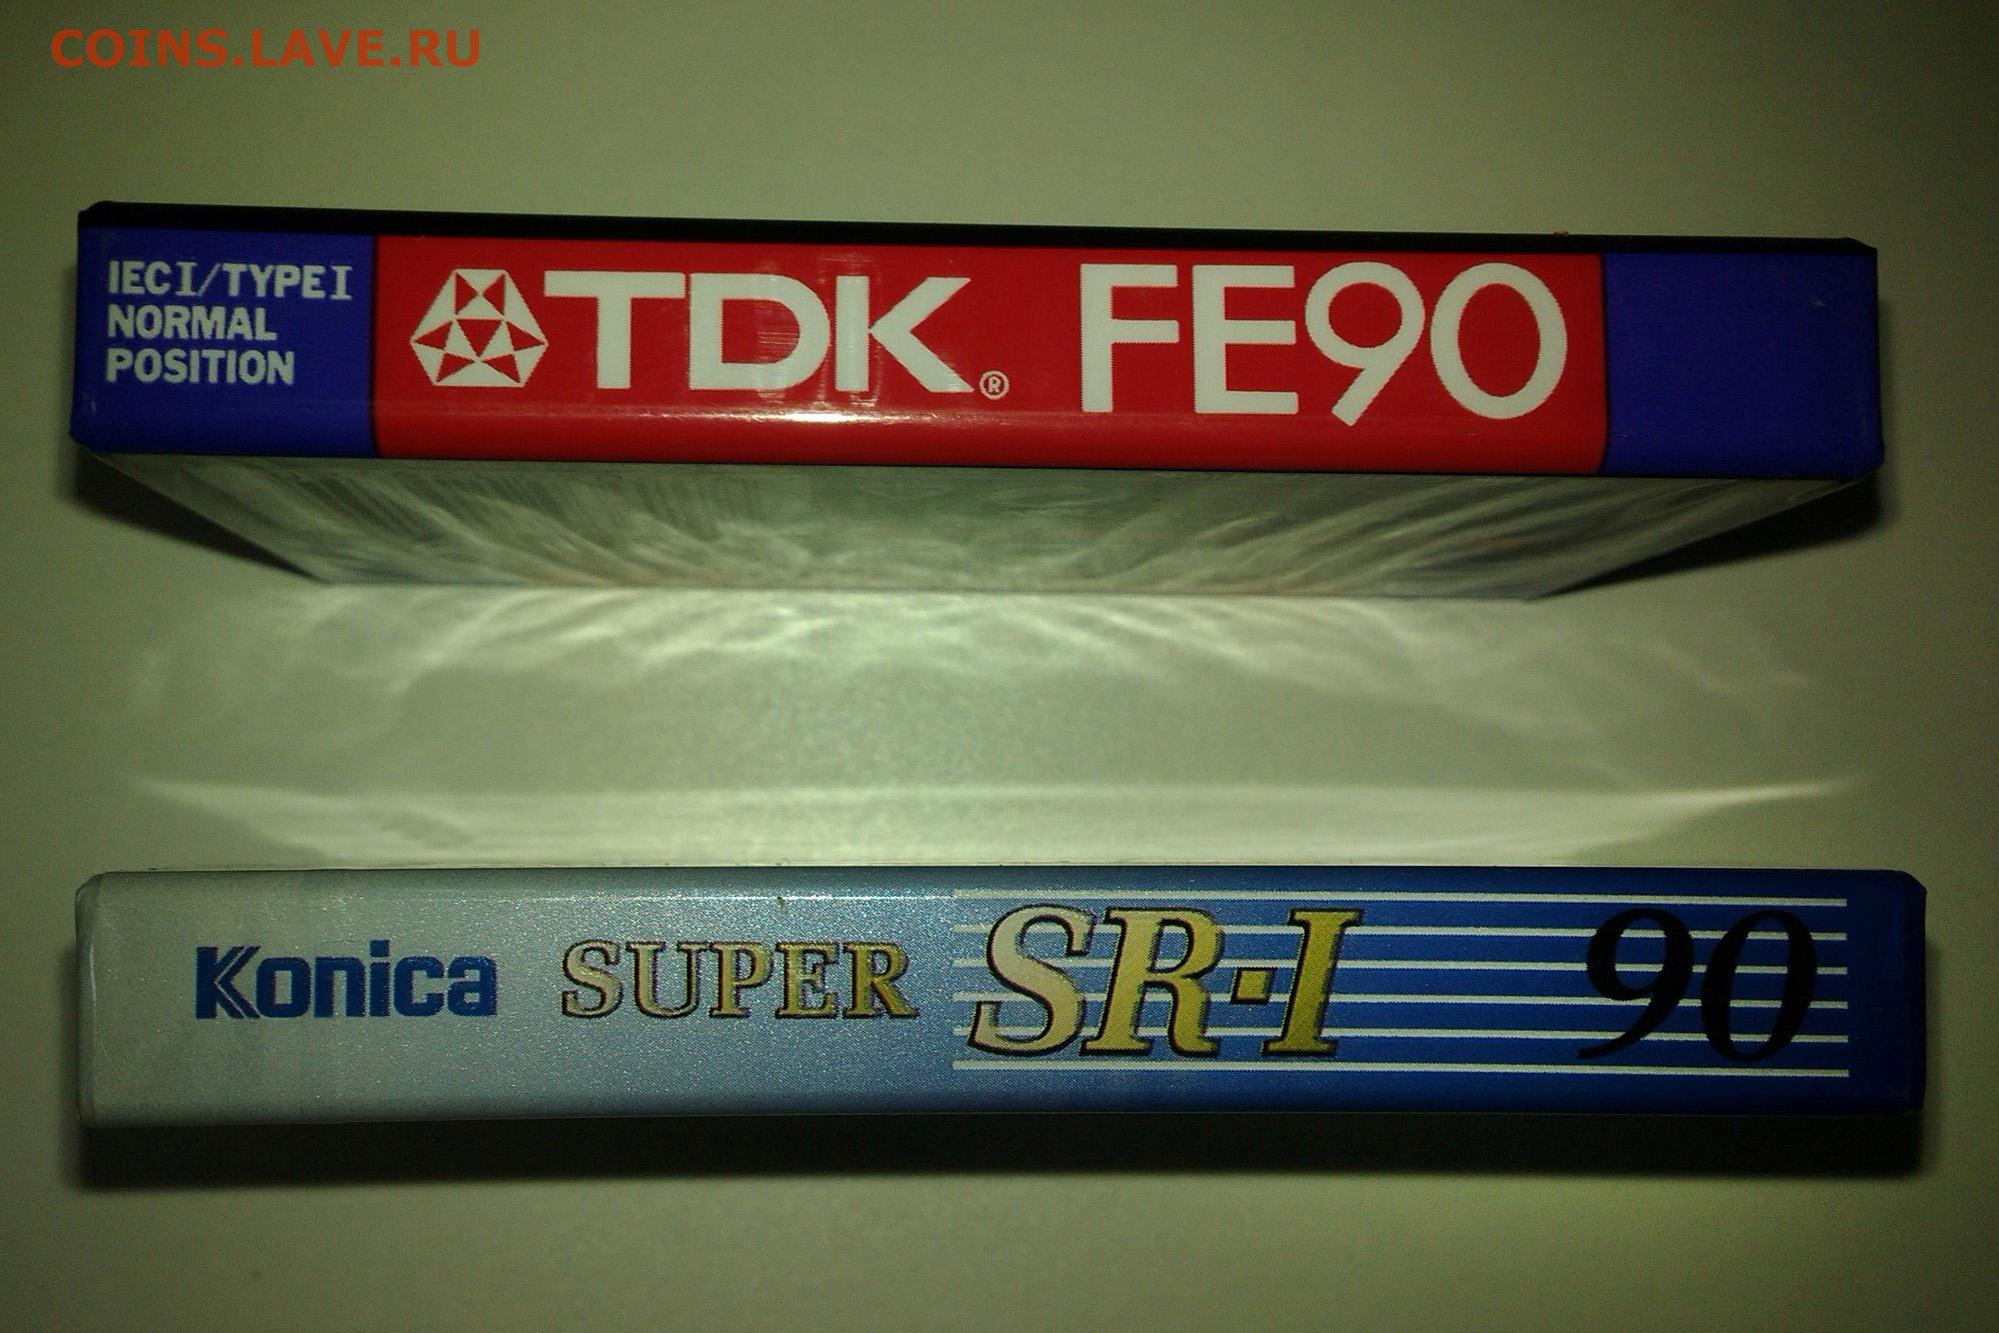 COINS.LAVE.RU
IEC I/TYPE I
NORMAL
POSITION
TDK® FE90
Konica SUPER SR·I 90